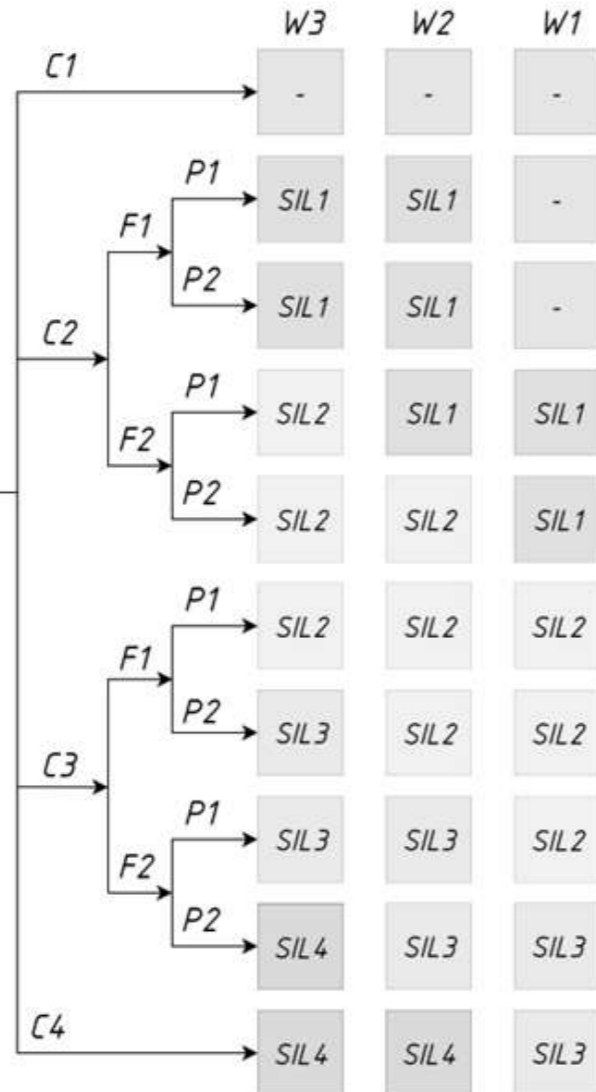 W3 W2 W1
C1 - - -
P1 SIL1 SIL1 -
F1
P2 SIL1 SIL1 -
C2
P1 SIL2 SIL1 SIL1
F2
P2 SIL2 SIL2 SIL1
P1 SIL2 SIL2 SIL2
F1
P2 SIL3 SIL2 SIL2
C3
P1 SIL3 SIL3 SIL2
F2
P2 SIL4 SIL3 SIL3
C4 SIL4 SIL4 SIL3